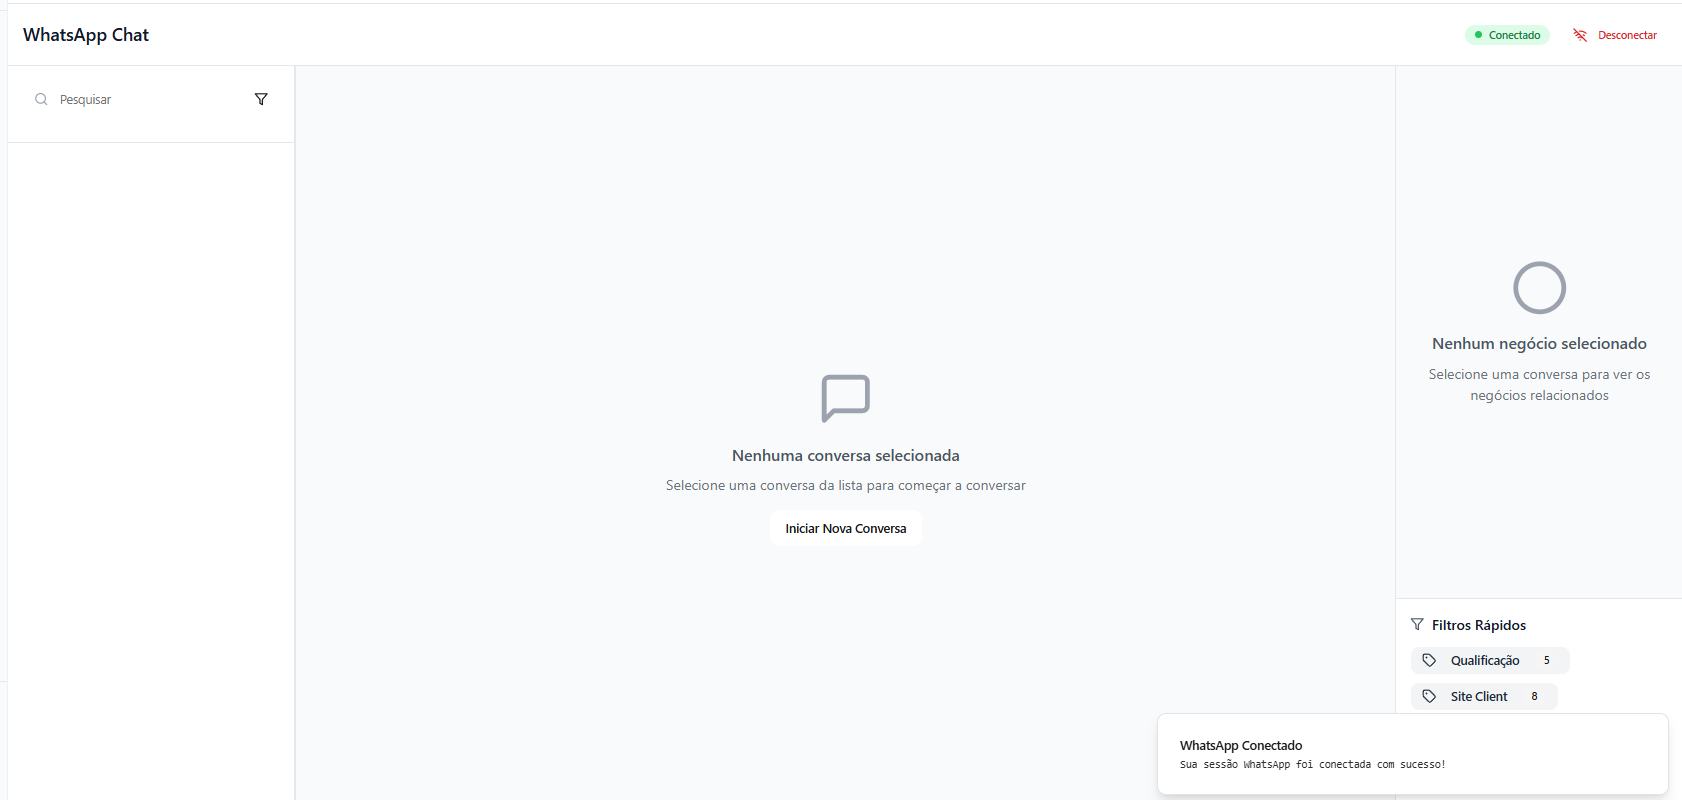 WhatsApp Chat
Conectado
Desconectar
Pesquisar
Nenhuma conversa selecionada
Selecione uma conversa da lista para começar a conversar
Iniciar Nova Conversa
Nenhum negócio selecionado
Selecione uma conversa para ver os
negócios relacionados
Filtros Rápidos
Qualificação 5
Site Client 8
WhatsApp Conectado
Sua sessão WhatsApp foi conectada com sucesso!